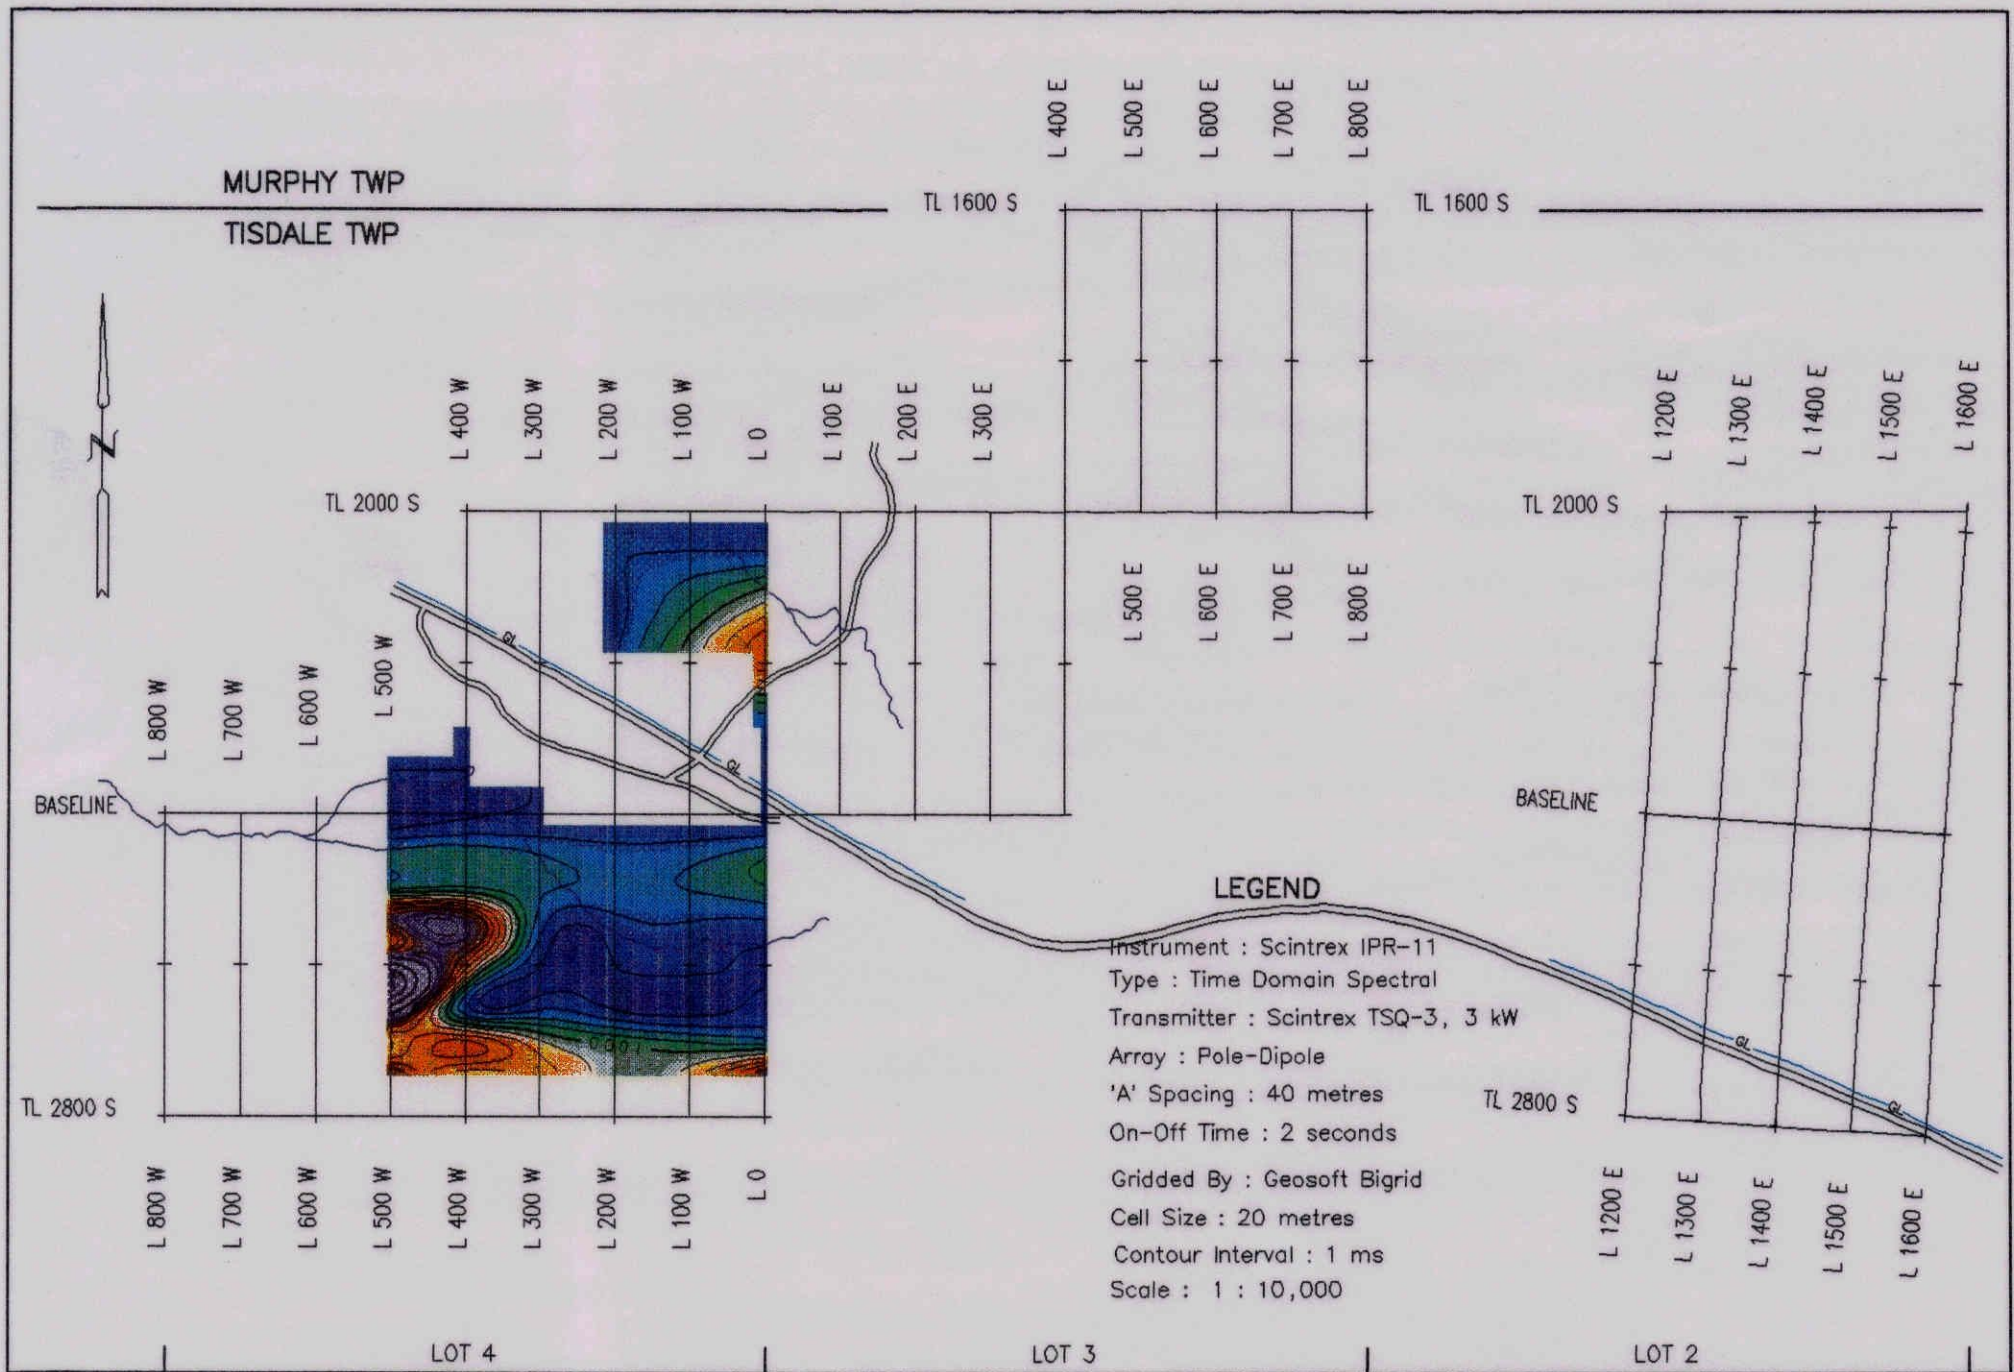 L 400 E
L 500 E
L 600 E
L 700 E
L 800 E
MURPHY TWP
TL 1600 S
TL 1600 S
TISDALE TWP
N
L 400 W
L 300 W
L 200 W
L 100 W
L 0
L 100 E
L 200 E
L 300 E
L 1200 E
L 1300 E
L 1400 E
L 1500 E
L 1600 E
TL 2000 S
TL 2000 S
L 500 E
L 600 E
L 700 E
L 800 E
GL
L 800 W
L 700 W
L 600 W
L 500 W
GL
BASELINE
BASELINE
LEGEND
Instrument : Scintrex IPR-11
Type : Time Domain Spectral
Transmitter : Scintrex TSQ-3, 3 kW
Array : Pole-Dipole
'A' Spacing : 40 metres
On-Off Time : 2 seconds
Gridded By : Geosoft Bigrid
Cell Size : 20 metres
Contour Interval : 1 ms
Scale : 1 : 10,000
GL
GL
TL 2800 S
TL 2800 S
L 800 W
L 700 W
L 600 W
L 500 W
L 400 W
L 300 W
L 200 W
L 100 W
L 0
L 1200 E
L 1300 E
L 1400 E
L 1500 E
L 1600 E
LOT 4
LOT 3
LOT 2